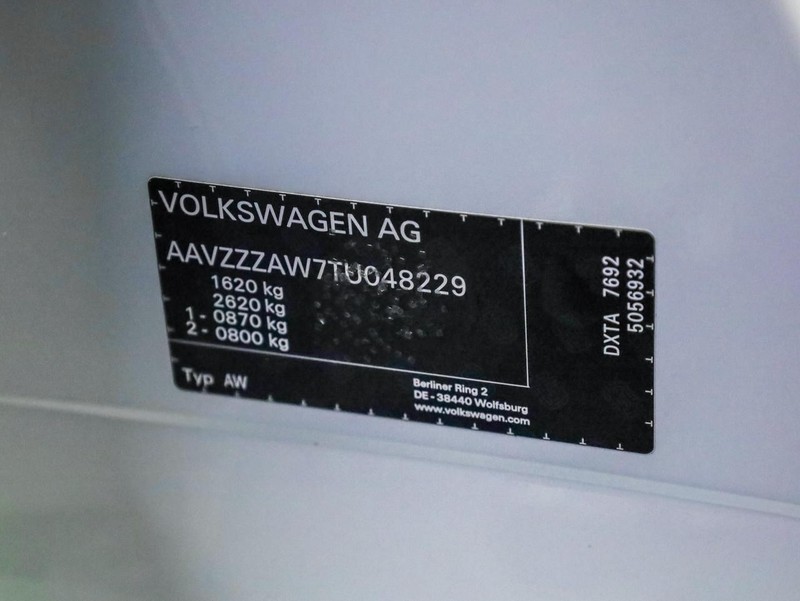 VOLKSWAGEN AG
AAVZZZAW7TU048229
1620 kg
2620 kg
1 - 0870 kg
2 - 0800 kg
Typ AW
Berliner Ring 2
DE - 38440 Wolfsburg
www.volkswagen.com
DXTA 7692
5056932